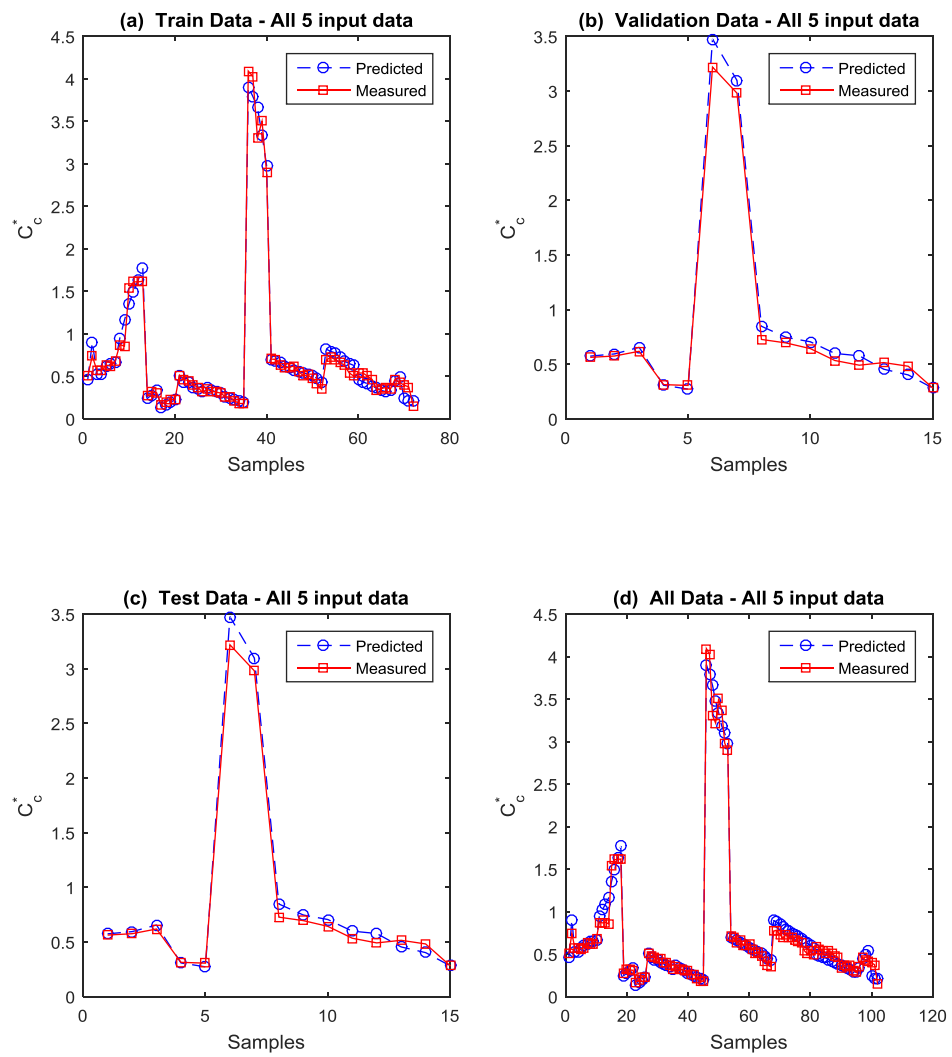 (a) Train Data - All 5 input data
4.5
4
3.5
3
2.5
2
1.5
1
0.5
0
C*c
0 20 40 60 80
Samples
Predicted
Measured
(b) Validation Data - All 5 input data
3.5
3
2.5
2
1.5
1
0.5
0
C*c
0 5 10 15
Samples
Predicted
Measured
(c) Test Data - All 5 input data
3.5
3
2.5
2
1.5
1
0.5
0
C*c
0 5 10 15
Samples
Predicted
Measured
(d) All Data - All 5 input data
4.5
4
3.5
3
2.5
2
1.5
1
0.5
0
C*c
0 20 40 60 80 100 120
Samples
Predicted
Measured